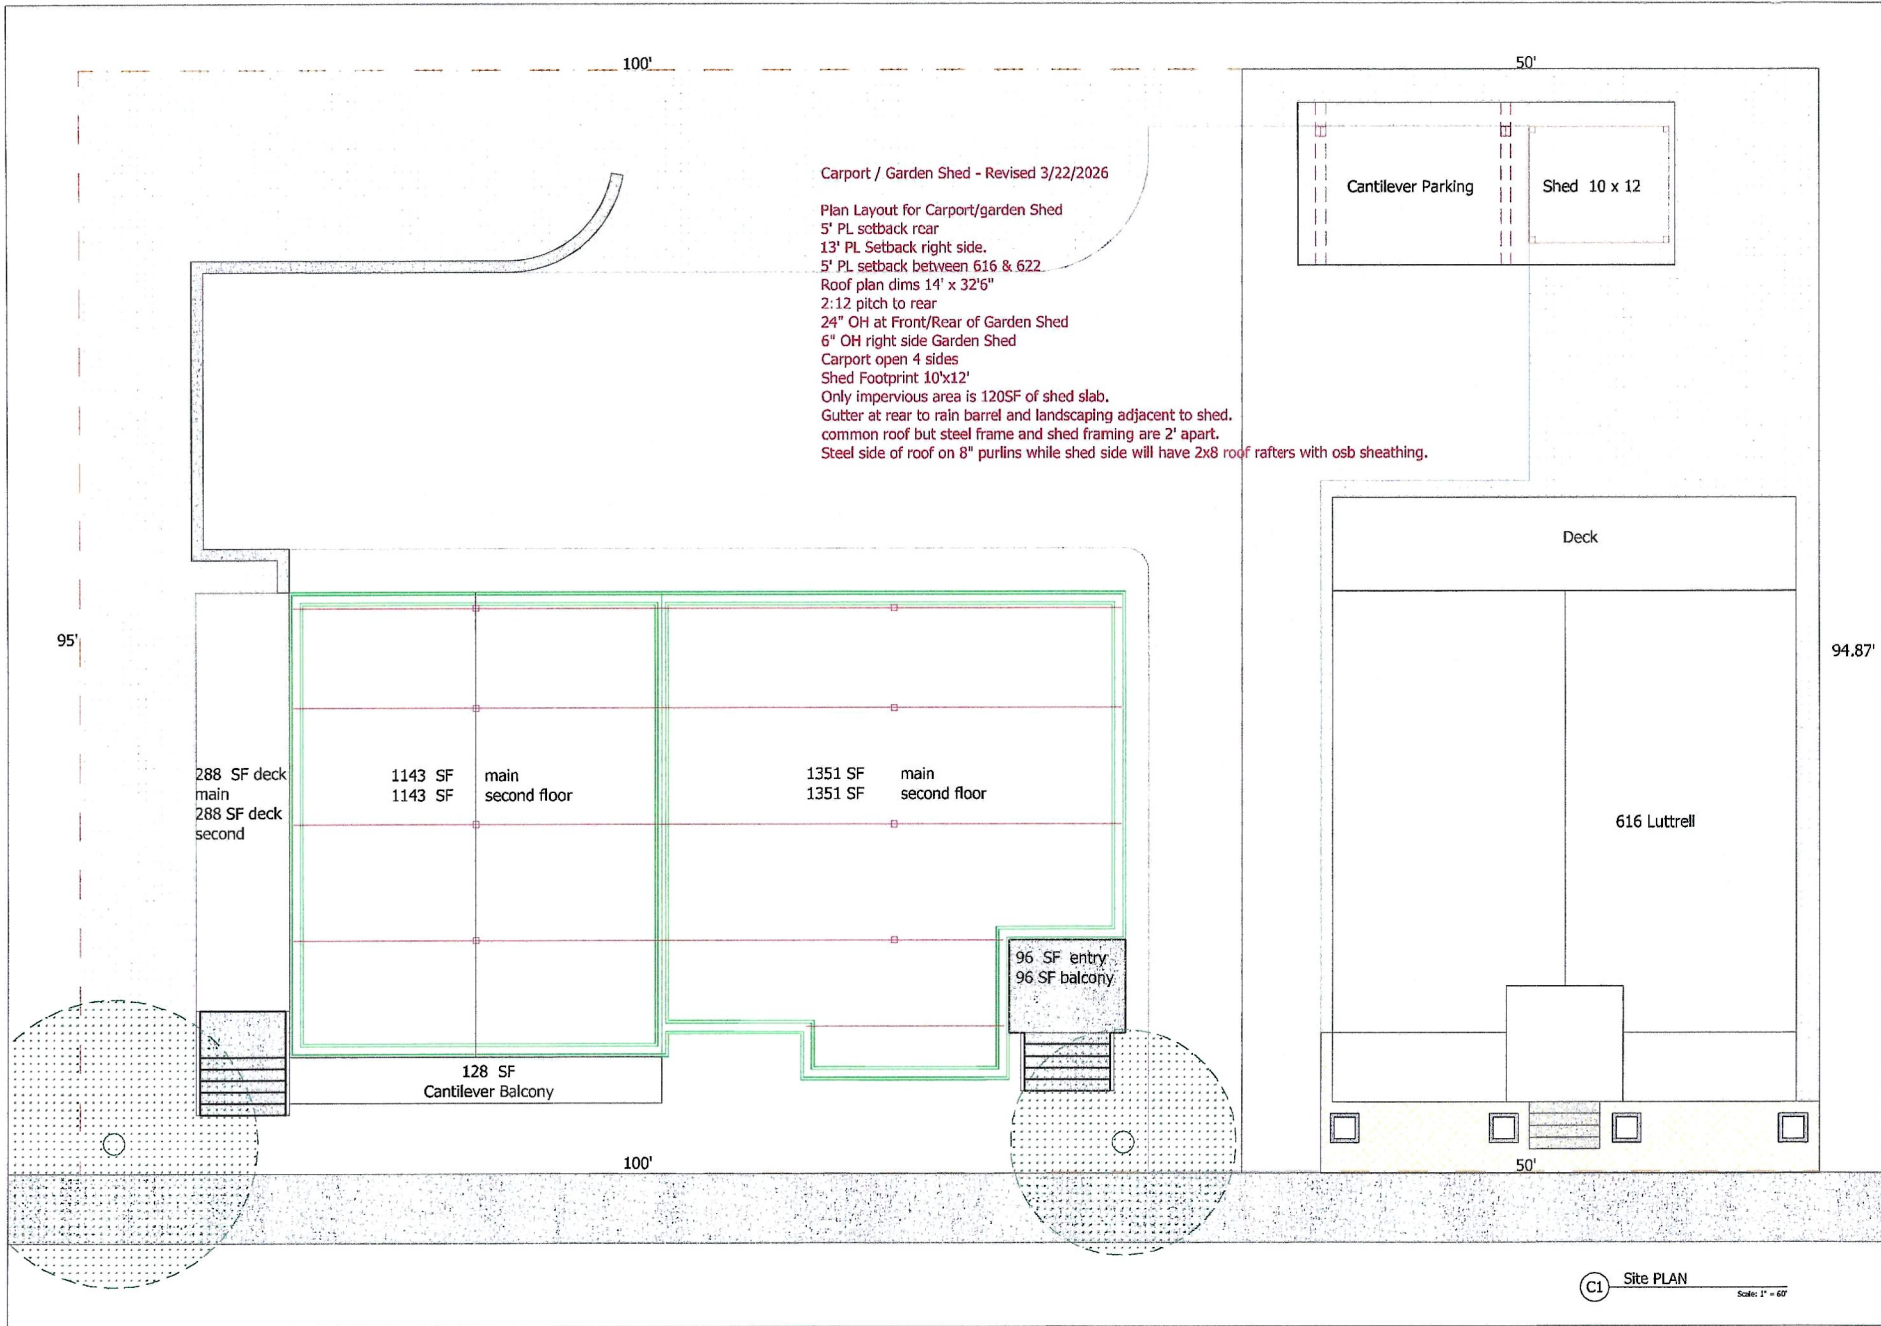 100'
50'
Carport / Garden Shed - Revised 3/22/2026
Plan Layout for Carport/garden Shed
5' PL setback rear
13' PL Setback right side.
5' PL setback between 616 & 622
Roof plan dims 14' x 32'6"
2:12 pitch to rear
24" OH at Front/Rear of Garden Shed
6" OH right side Garden Shed
Carport open 4 sides
Shed Footprint 10'x12'
Only impervious area is 120SF of shed slab.
Gutter at rear to rain barrel and landscaping adjacent to shed.
common roof but steel frame and shed framing are 2' apart.
Steel side of roof on 8" purlins while shed side will have 2x8 roof rafters with osb sheathing.
Cantilever Parking
Shed 10 x 12
Deck
95'
94.87'
288 SF deck
main
288 SF deck
second
1143 SF main
1143 SF second floor
1351 SF main
1351 SF second floor
616 Luttrell
96 SF entry
96 SF balcony
128 SF
Cantilever Balcony
100'
50'
C1
Site PLAN
Scale: 1" = 60'